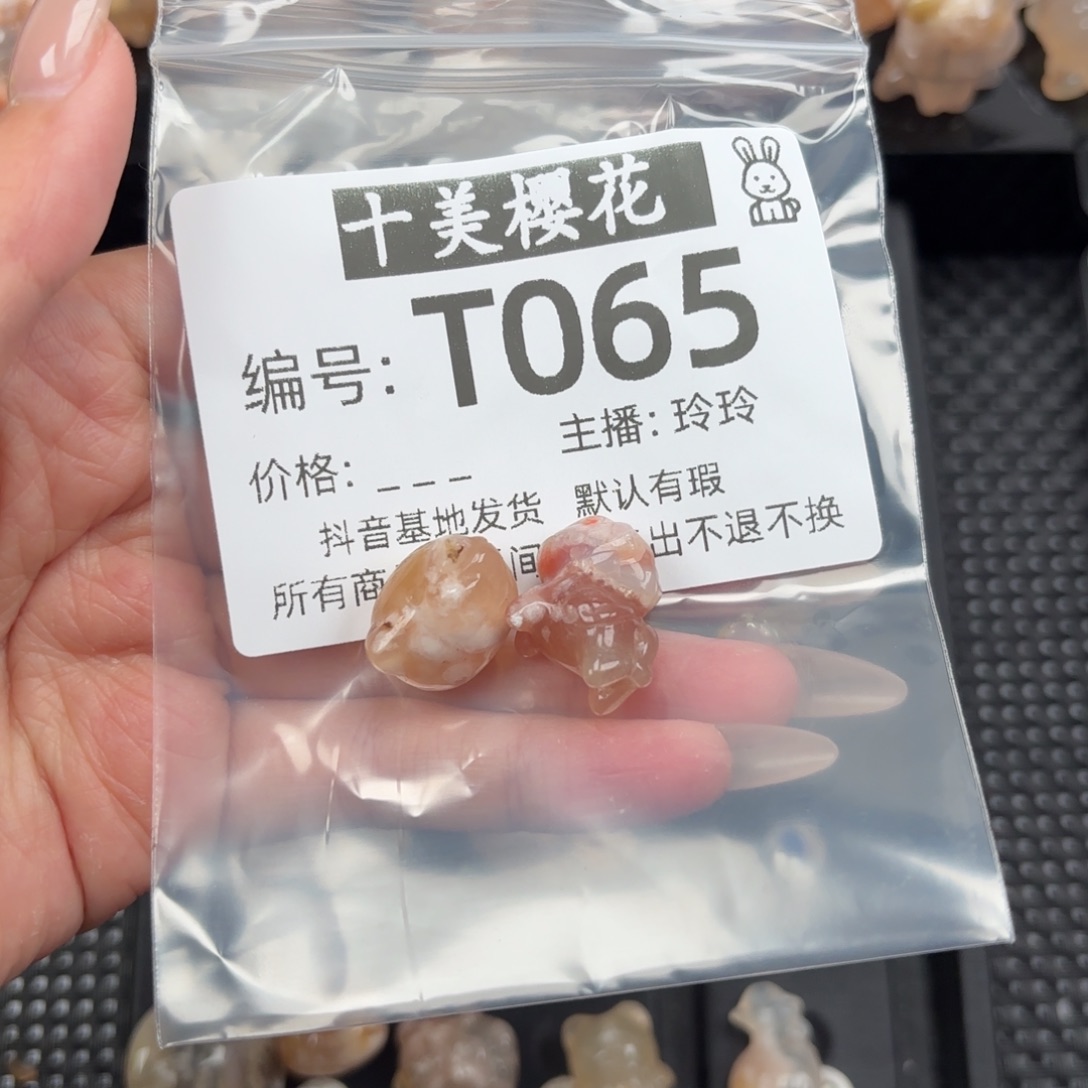 十美樱花
编号: T065
主播: 玲玲
价格: _ _ _
抖音基地发货 默认有瑕
所有商 间 出不退不换